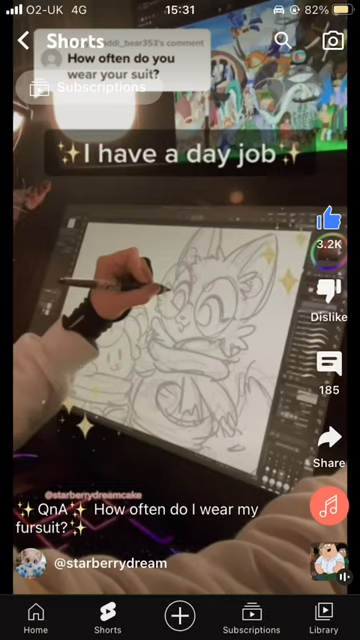 O2-UK 4G
15:31
82%
Shorts
ddi_bear353's comment
How often do you
wear your suit?
Subscriptions
✨I have a day job✨
3.2K
Dislike
185
Share
@starberrydreamcake
✨ QnA✨ How often do I wear my
fursuit?✨
@starberrydream
Home
Shorts
Subscriptions
Library